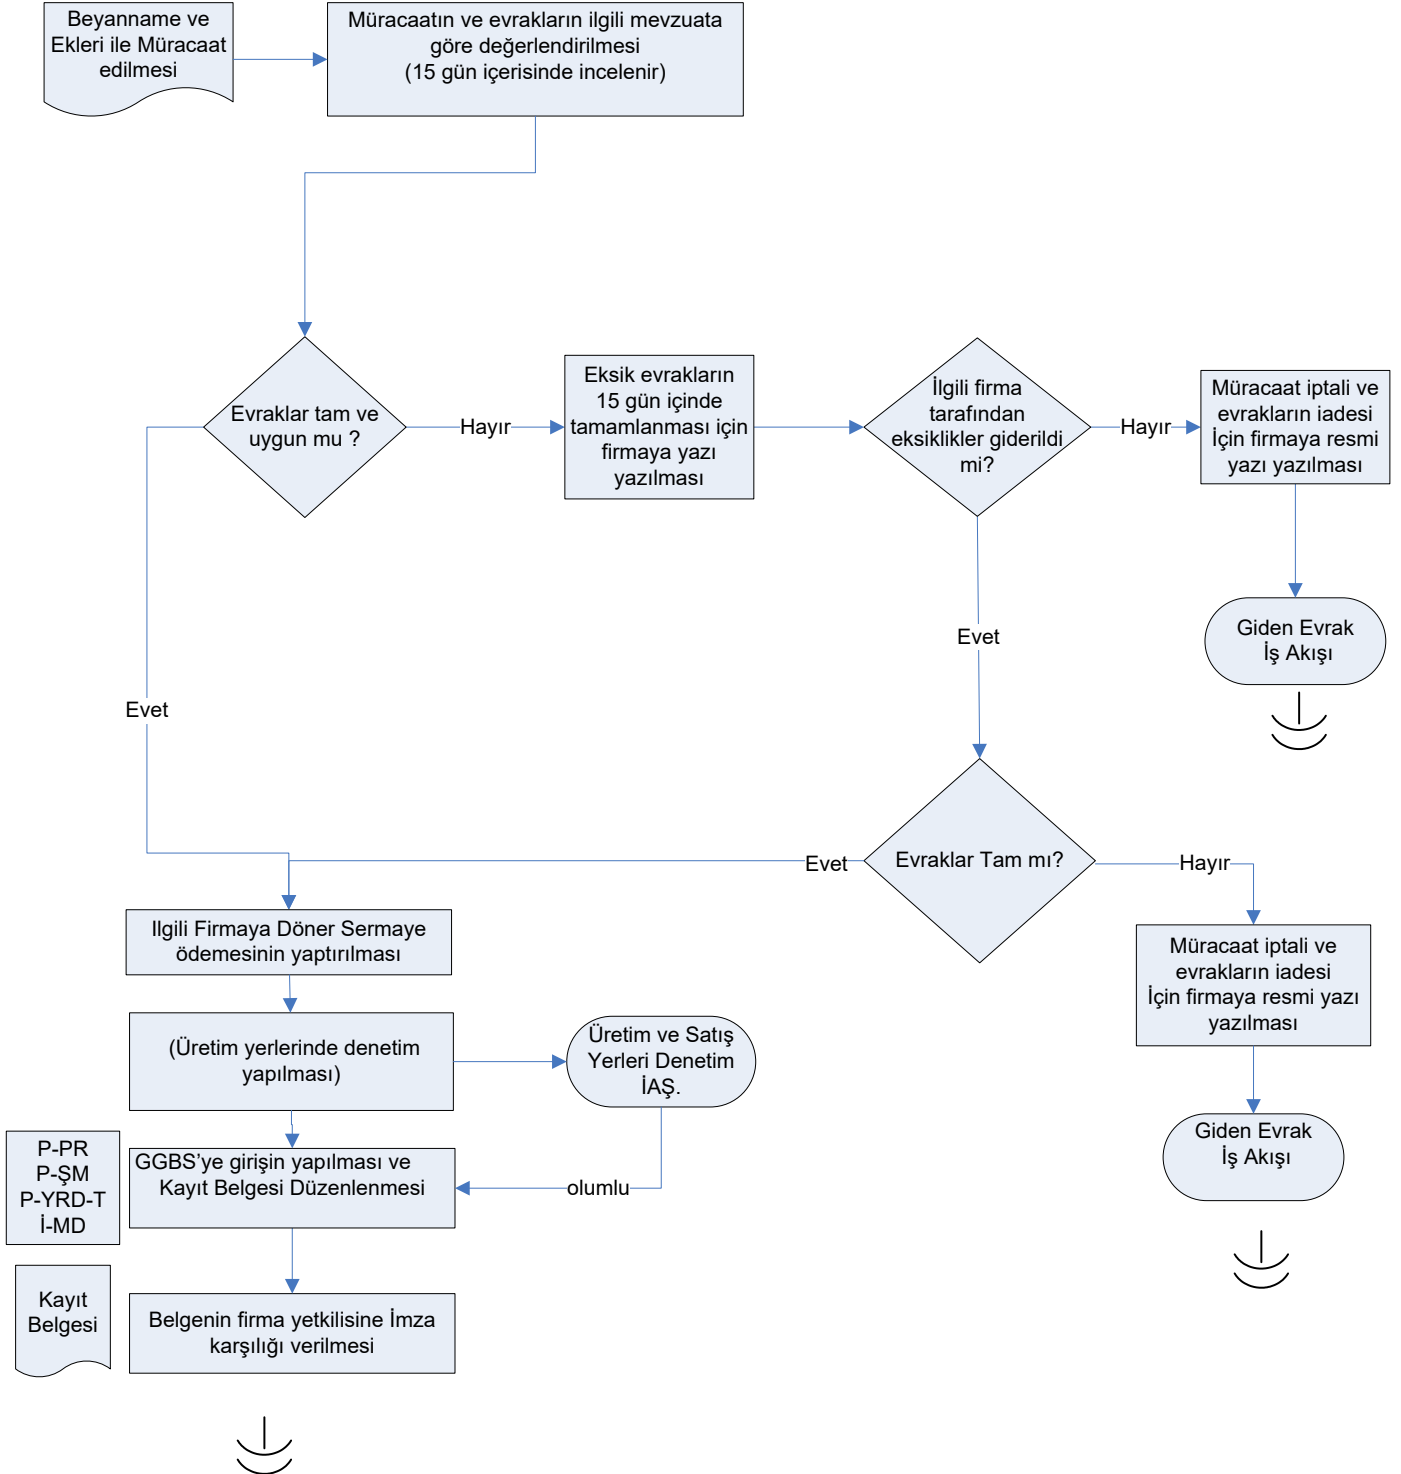 Beyanname ve
Ekleri ile Müracaat
edilmesi
Müracaatın ve evrakların ilgili mevzuata
göre değerlendirilmesi
(15 gün içerisinde incelenir)
Evraklar tam ve
uygun mu ?
Hayır
Eksik evrakların
15 gün içinde
tamamlanması için
firmaya yazı
yazılması
İlgili firma
tarafından
eksiklikler giderildi
mi?
Hayır
Müracaat iptali ve
evrakların iadesi
İçin firmaya resmi
yazı yazılması
Giden Evrak
İş Akışı
Evet
Evet
Evraklar Tam mı?
Evet
Hayır
Müracaat iptali ve
evrakların iadesi
İçin firmaya resmi yazı
yazılması
Giden Evrak
İş Akışı
Ilgili Firmaya Döner Sermaye
ödemesinin yaptırılması
(Üretim yerlerinde denetim
yapılması)
Üretim ve Satış
Yerleri Denetim
İAŞ.
olumlu
P-PR
P-ŞM
P-YRD-T
İ-MD
GGBS’ye girişin yapılması ve
Kayıt Belgesi Düzenlenmesi
Kayıt
Belgesi
Belgenin firma yetkilisine İmza
karşılığı verilmesi